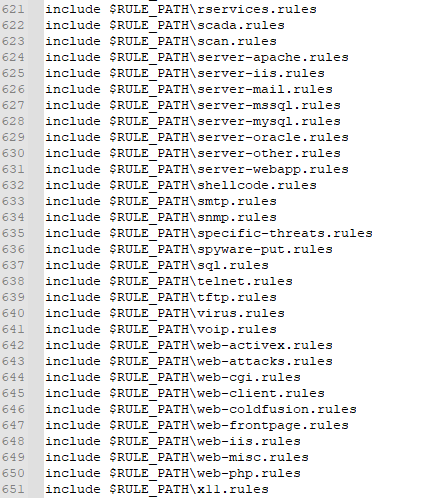 621 include $RULE_PATH\rservices.rules
622 include $RULE_PATH\scada.rules
623 include $RULE_PATH\scan.rules
624 include $RULE_PATH\server-apache.rules
625 include $RULE_PATH\server-iis.rules
626 include $RULE_PATH\server-mail.rules
627 include $RULE_PATH\server-mssql.rules
628 include $RULE_PATH\server-mysql.rules
629 include $RULE_PATH\server-oracle.rules
630 include $RULE_PATH\server-other.rules
631 include $RULE_PATH\server-webapp.rules
632 include $RULE_PATH\shellcode.rules
633 include $RULE_PATH\smtp.rules
634 include $RULE_PATH\snmp.rules
635 include $RULE_PATH\specific-threats.rules
636 include $RULE_PATH\spyware-put.rules
637 include $RULE_PATH\sql.rules
638 include $RULE_PATH\telnet.rules
639 include $RULE_PATH\tftp.rules
640 include $RULE_PATH\virus.rules
641 include $RULE_PATH\voip.rules
642 include $RULE_PATH\web-activex.rules
643 include $RULE_PATH\web-attacks.rules
644 include $RULE_PATH\web-cgi.rules
645 include $RULE_PATH\web-client.rules
646 include $RULE_PATH\web-coldfusion.rules
647 include $RULE_PATH\web-frontpage.rules
648 include $RULE_PATH\web-iis.rules
649 include $RULE_PATH\web-misc.rules
650 include $RULE_PATH\web-php.rules
651 include $RULE_PATH\x11.rules